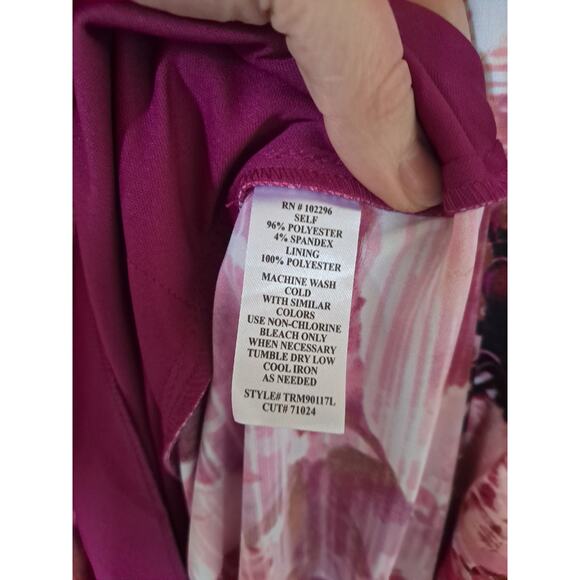 RN # 102296
SELF
96% POLYESTER
4% SPANDEX
LINING
100% POLYESTER
MACHINE WASH
COLD
WITH SIMILAR
COLORS
USE NON-CHLORINE
BLEACH ONLY
WHEN NECESSARY
TUMBLE DRY LOW
COOL IRON
AS NEEDED
STYLE# TRM90117L
CUT# 71024